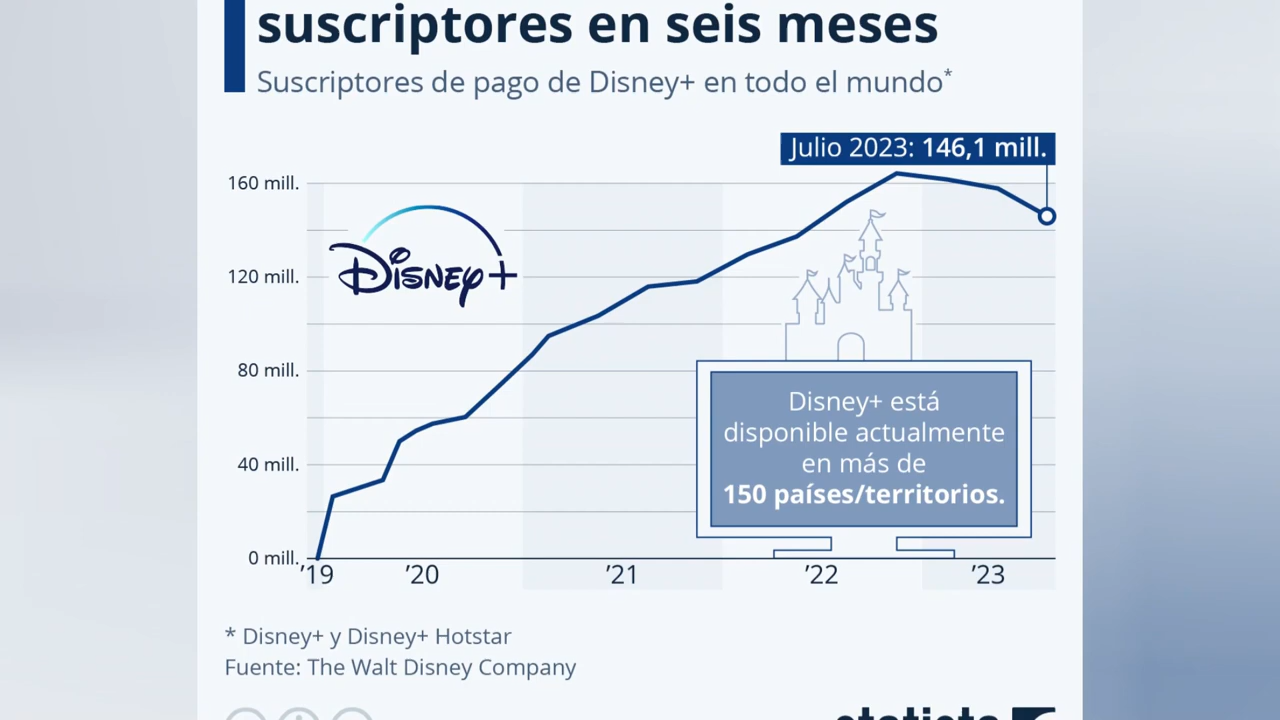 suscriptores en seis meses
Suscriptores de pago de Disney+ en todo el mundo*
Julio 2023: 146,1 mill.
160 mill.
Disney+
120 mill.
80 mill.
Disney+ está
disponible actualmente
en más de
150 países/territorios.
40 mill.
0 mill.
’19 ’20 ’21 ’22 ’23
* Disney+ y Disney+ Hotstar
Fuente: The Walt Disney Company
statista